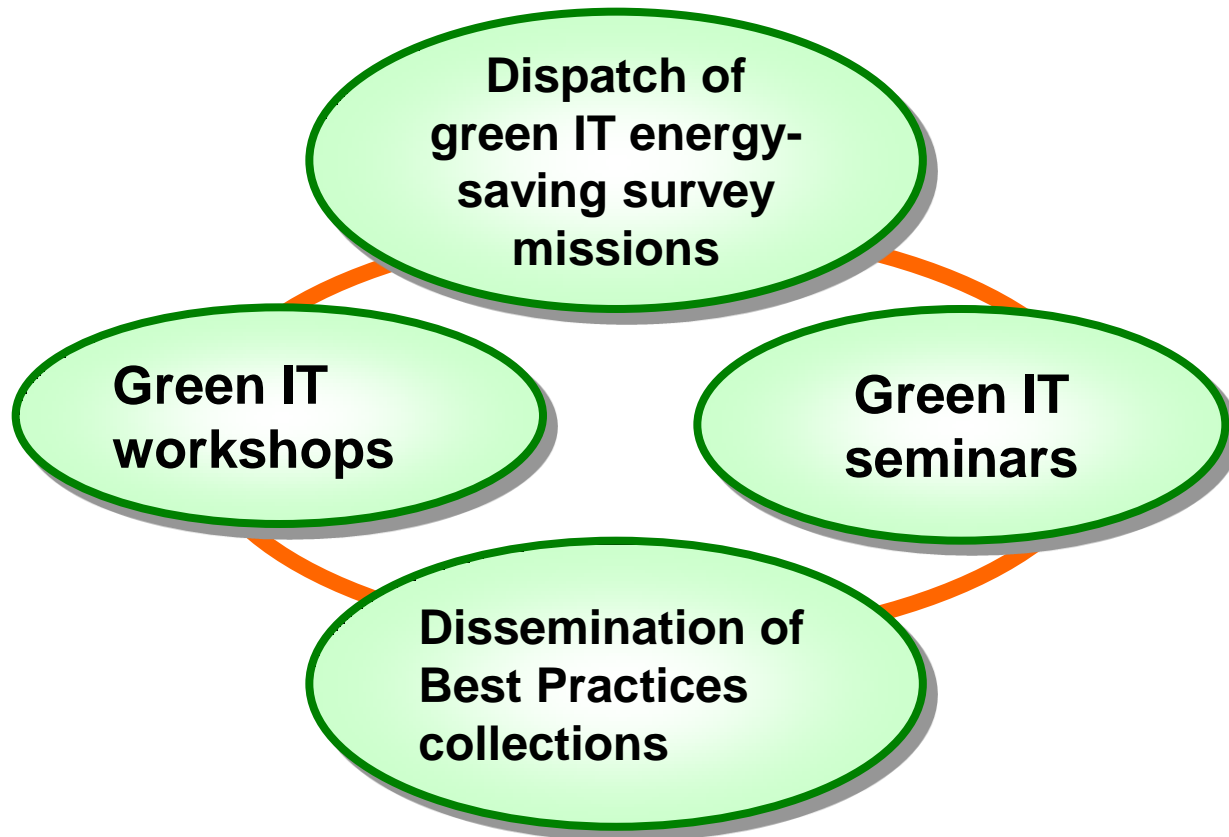 Dispatch of
green IT energy-
saving survey
missions
Green IT
workshops
Green IT
seminars
Dissemination of
Best Practices
collections